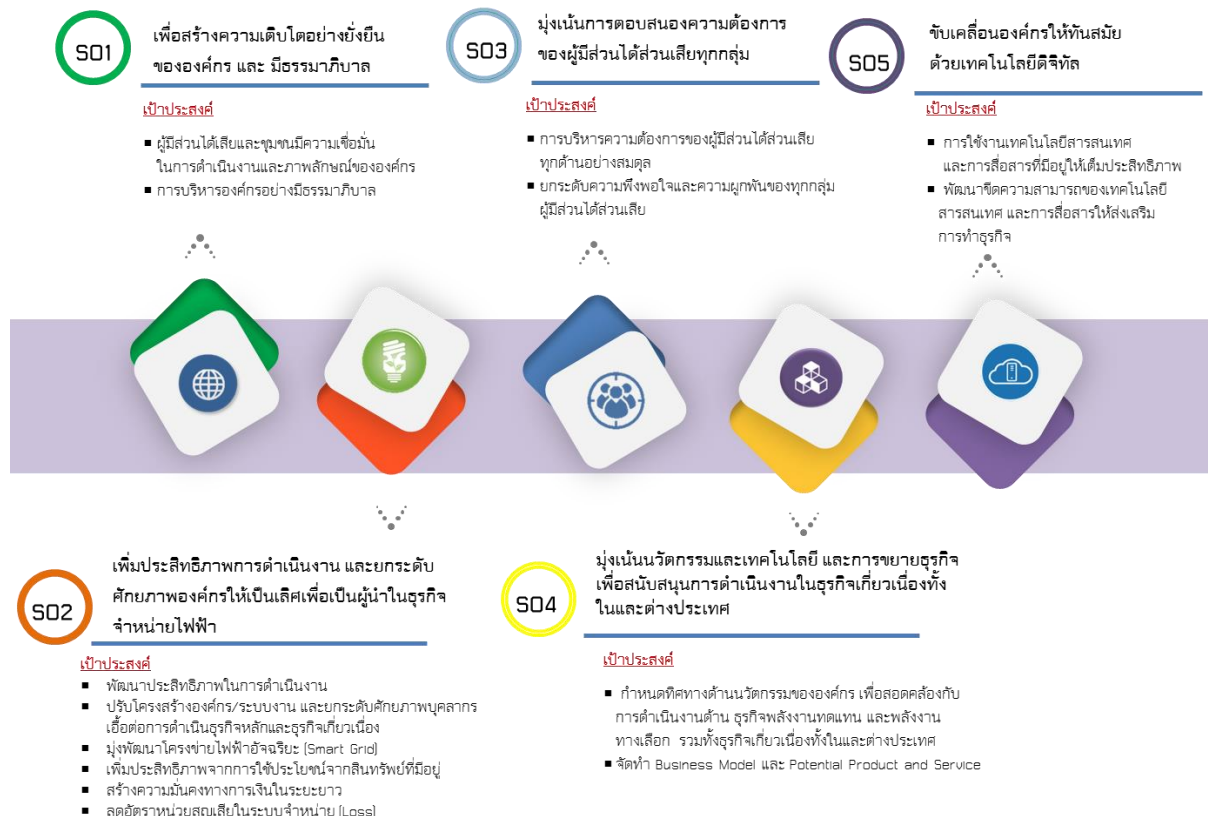 SO1
เพื่อสร้างความเติบโตอย่างยั่งยืน
ขององค์กร และ มีธรรมาภิบาล
เป้าประสงค์
▪ ผู้มีส่วนได้เสียและชุมชนมีความเชื่อมั่น
ในการดำเนินงานและภาพลักษณ์ขององค์กร
▪ การบริหารองค์กรอย่างมีธรรมาภิบาล
SO3
มุ่งเน้นการตอบสนองความต้องการ
ของผู้มีส่วนได้ส่วนเสียทุกกลุ่ม
เป้าประสงค์
▪ การบริหารความต้องการของผู้มีส่วนได้ส่วนเสีย
ทุกด้านอย่างสมดุล
▪ ยกระดับความพึงพอใจและความผูกพันของทุกกลุ่ม
ผู้มีส่วนได้ส่วนเสีย
SO5
ขับเคลื่อนองค์กรให้ทันสมัย
ด้วยเทคโนโลยีดิจิทัล
เป้าประสงค์
▪ การใช้งานเทคโนโลยีสารสนเทศ
และการสื่อสารที่มีอยู่ให้เต็มประสิทธิภาพ
▪ พัฒนาขีดความสามารถของเทคโนโลยี
สารสนเทศ และการสื่อสารให้ส่งเสริม
การทำธุรกิจ
SO2
เพิ่มประสิทธิภาพการดำเนินงาน และยกระดับ
ศักยภาพองค์กรให้เป็นเลิศเพื่อเป็นผู้นำในธุรกิจ
จำหน่ายไฟฟ้า
เป้าประสงค์
▪ พัฒนาประสิทธิภาพในการดำเนินงาน
▪ ปรับโครงสร้างองค์กร/ระบบงาน และยกระดับศักยภาพบุคลากร
เอื้อต่อการดำเนินธุรกิจหลักและธุรกิจเกี่ยวเนื่อง
▪ มุ่งพัฒนาโครงข่ายไฟฟ้าอัจฉริยะ (Smart Grid)
▪ เพิ่มประสิทธิภาพจากการใช้ประโยชน์จากสินทรัพย์ที่มีอยู่
▪ สร้างความมั่นคงทางการเงินในระยะยาว
▪ ลดอัตราหน่วยสูญเสียในระบบจำหน่าย (Loss)
SO4
มุ่งเน้นนวัตกรรมและเทคโนโลยี และการขยายธุรกิจ
เพื่อสนับสนุนการดำเนินงานในธุรกิจเกี่ยวเนื่องทั้ง
ในและต่างประเทศ
เป้าประสงค์
▪ กำหนดทิศทางด้านนวัตกรรมขององค์กร เพื่อสอดคล้องกับ
การดำเนินงานด้าน ธุรกิจพลังงานทดแทน และพลังงาน
ทางเลือก รวมทั้งธุรกิจเกี่ยวเนื่องทั้งในและต่างประเทศ
▪ จัดทำ Business Model และ Potential Product and Service